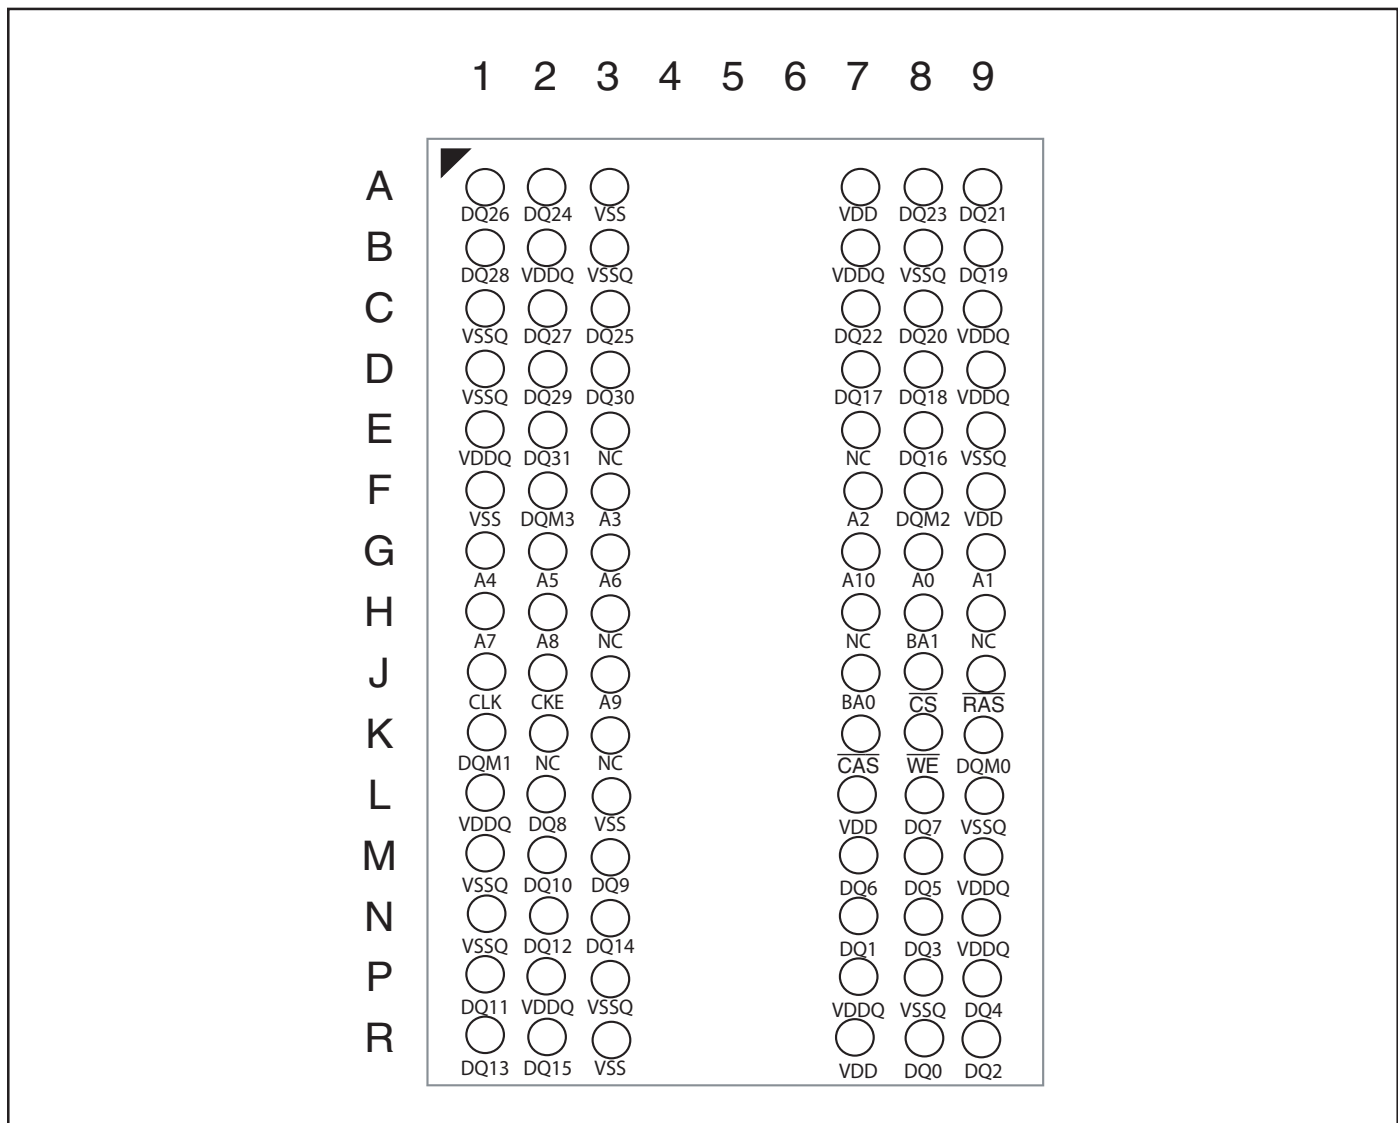 1 2 3 4 5 6 7 8 9
A
DQ26 DQ24 VSS VDD DQ23 DQ21
B
DQ28 VDDQ VSSQ VDDQ VSSQ DQ19
C
VSSQ DQ27 DQ25 DQ22 DQ20 VDDQ
D
VSSQ DQ29 DQ30 DQ17 DQ18 VDDQ
E
VDDQ DQ31 NC NC DQ16 VSSQ
F
VSS DQM3 A3 A2 DQM2 VDD
G
A4 A5 A6 A10 A0 A1
H
A7 A8 NC NC BA1 NC
J
CLK CKE A9 BA0 C̅S̅ R̅A̅S̅
K
DQM1 NC NC C̅A̅S̅ W̅E̅ DQM0
L
VDDQ DQ8 VSS VDD DQ7 VSSQ
M
VSSQ DQ10 DQ9 DQ6 DQ5 VDDQ
N
VSSQ DQ12 DQ14 DQ1 DQ3 VDDQ
P
DQ11 VDDQ VSSQ VDDQ VSSQ DQ4
R
DQ13 DQ15 VSS VDD DQ0 DQ2